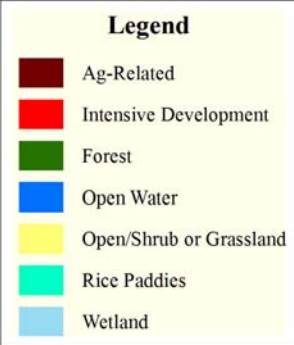 Legend
Ag-Related
Intensive Development
Forest
Open Water
Open/Shrub or Grassland
Rice Paddies
Wetland